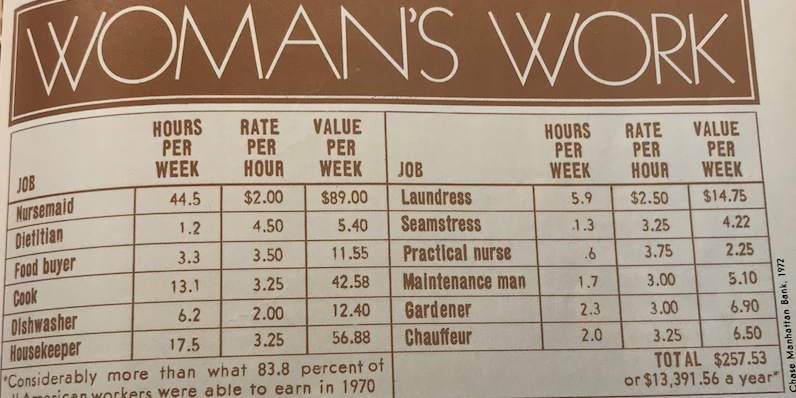 WOMAN'S WORK
JOB HOURS PER WEEK RATE PER HOUR VALUE PER WEEK
Nursemaid 44.5 $2.00 $89.00
Dietitian 1.2 4.50 5.40
Food buyer 3.3 3.50 11.55
Cook 13.1 3.25 42.58
Dishwasher 6.2 2.00 12.40
Housekeeper 17.5 3.25 56.88
JOB HOURS PER WEEK RATE PER HOUR VALUE PER WEEK
Laundress 5.9 $2.50 $14.75
Seamstress 1.3 3.25 4.22
Practical nurse .6 3.75 2.25
Maintenance man 1.7 3.00 5.10
Gardener 2.3 3.00 6.90
Chauffeur 2.0 3.25 6.50
TOTAL $257.53
or $13,391.56 a year*
*Considerably more than what 83.8 percent of
American workers were able to earn in 1970
Chase Manhattan Bank, 1972